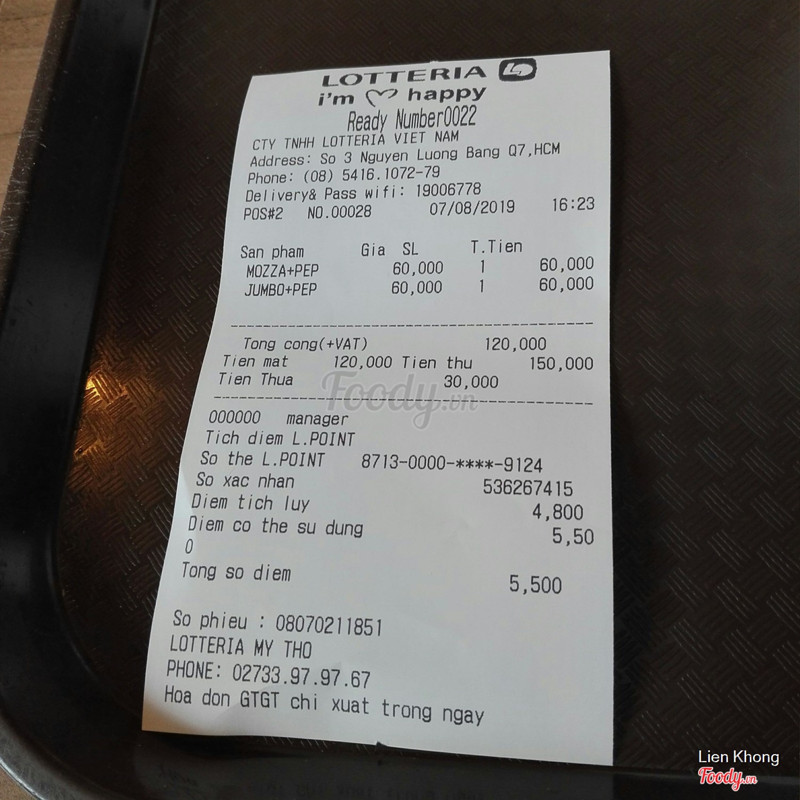 LOTTERIA
i'm happy
Ready Number0022
CTY TNHH LOTTERIA VIET NAM
Address: So 3 Nguyen Luong Bang Q7,HCM
Phone: (08) 5416.1072-79
Delivery& Pass wifi: 19006778
POS#2 NO.00028 07/08/2019 16:23
San pham Gia SL T.Tien
MOZZA+PEP 60,000 1 60,000
JUMBO+PEP 60,000 1 60,000
Tong cong(+VAT) 120,000
Tien mat 120,000 Tien thu 150,000
Tien Thua 30,000
Foody.vn
000000 manager
Tich diem L.POINT
So the L.POINT 8713-0000-****-9124
So xac nhan 536267415
Diem tich luy 4,800
Diem co the su dung 5,50
0
Tong so diem 5,500
So phieu : 08070211851
LOTTERIA MY THO
PHONE: 02733.97.97.67
Hoa don GTGT chi xuat trong ngay
Lien Khong
Foody.vn